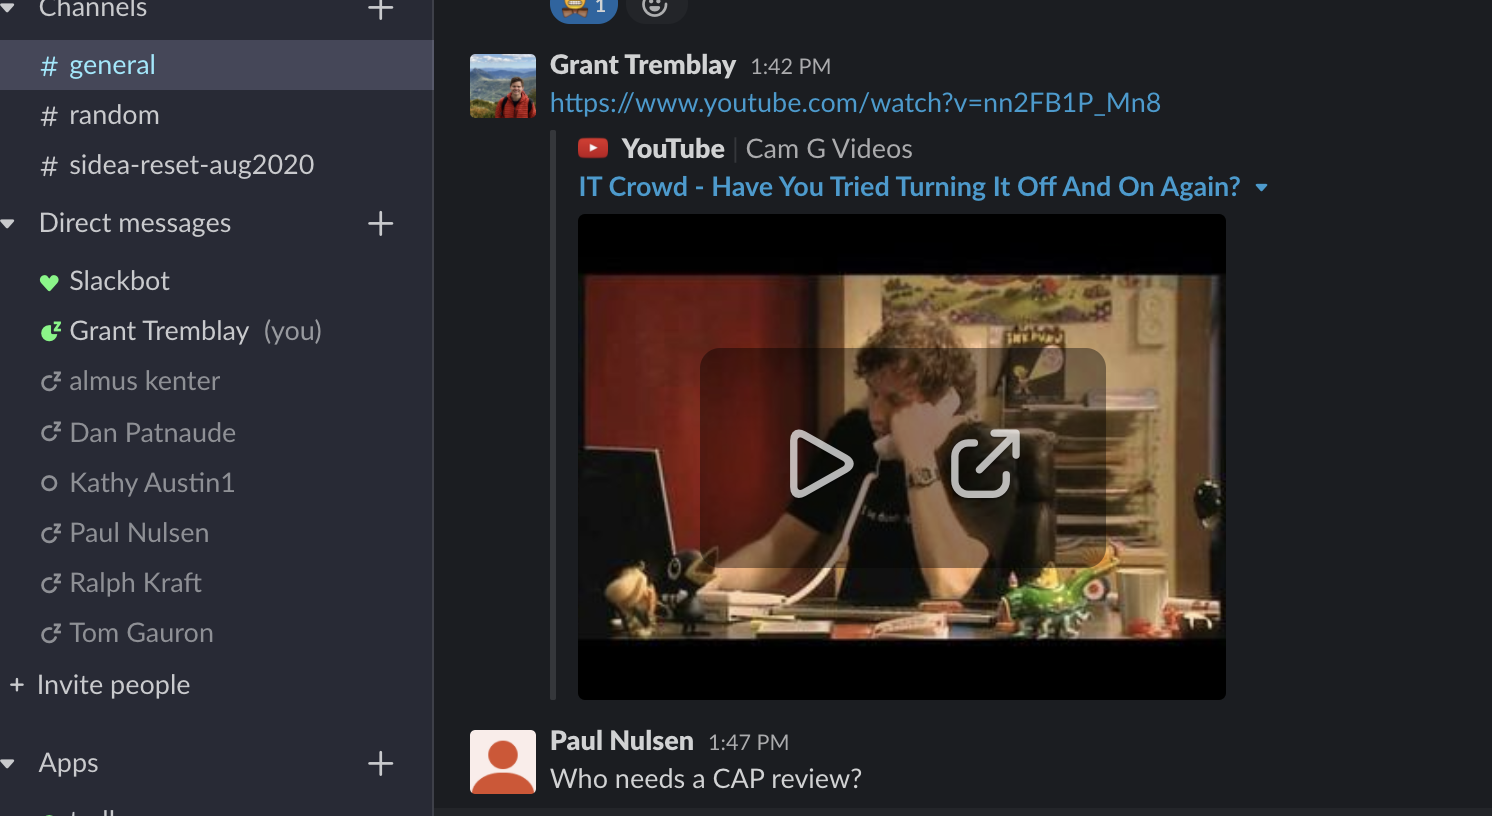 Channels
# general
# random
# sidea-reset-aug2020
Direct messages
Slackbot
Grant Tremblay (you)
almus kenter
Dan Patnaude
Kathy Austin1
Paul Nulsen
Ralph Kraft
Tom Gauron
+ Invite people
Apps
1
Grant Tremblay 1:42 PM
https://www.youtube.com/watch?v=nn2FB1P_Mn8
YouTube | Cam G Videos
IT Crowd - Have You Tried Turning It Off And On Again?
Paul Nulsen 1:47 PM
Who needs a CAP review?